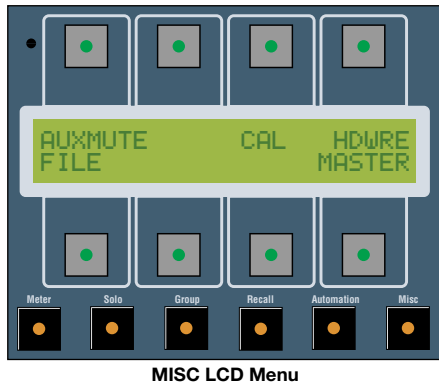 AUXMUTE CAL HDWRE
FILE MASTER
Meter Solo Group Recall Automation Misc
MISC LCD Menu